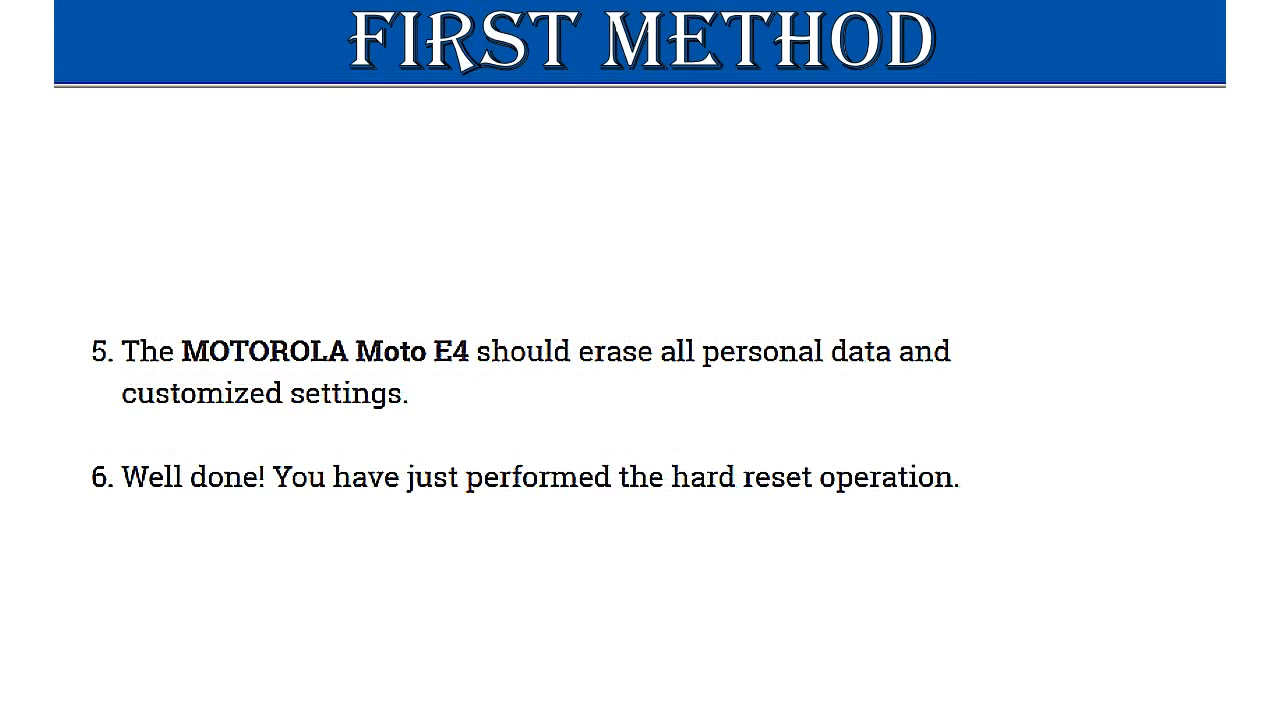 FIRST METHOD
5. The MOTOROLA Moto E4 should erase all personal data and
customized settings.
6. Well done! You have just performed the hard reset operation.